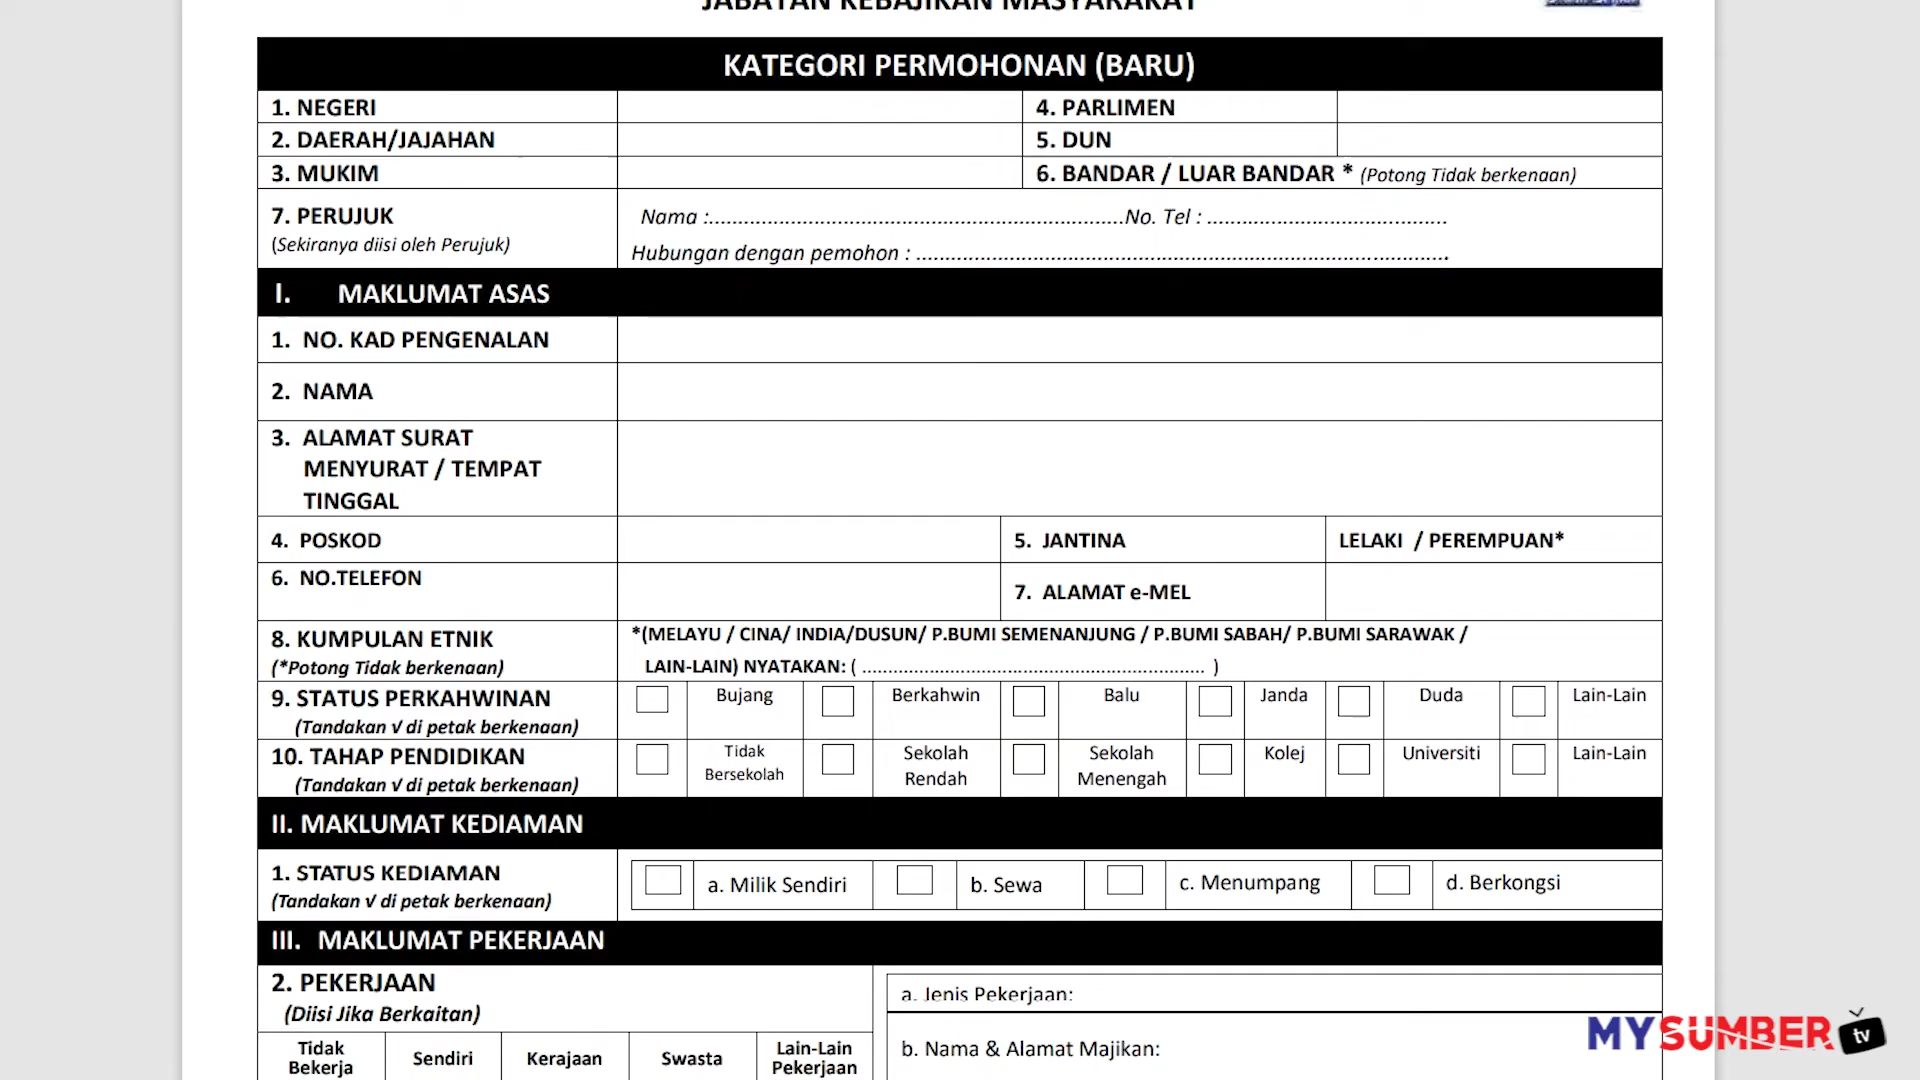 JABATAN KEBAJIKAN MASYARAKAT
KATEGORI PERMOHONAN (BARU)
1. NEGERI
4. PARLIMEN
2. DAERAH/JAJAHAN
5. DUN
3. MUKIM
6. BANDAR / LUAR BANDAR * (Potong Tidak berkenaan)
7. PERUJUK
(Sekiranya diisi oleh Perujuk)
Nama :....................................................................No. Tel : .......................................
Hubungan dengan pemohon : .......................................................................................
I. MAKLUMAT ASAS
1. NO. KAD PENGENALAN
2. NAMA
3. ALAMAT SURAT
MENYURAT / TEMPAT
TINGGAL
4. POSKOD
5. JANTINA
LELAKI / PEREMPUAN*
6. NO.TELEFON
7. ALAMAT e-MEL
8. KUMPULAN ETNIK
(*Potong Tidak berkenaan)
*(MELAYU / CINA/ INDIA/DUSUN/ P.BUMI SEMENANJUNG / P.BUMI SABAH/ P.BUMI SARAWAK /
LAIN-LAIN) NYATAKAN: ( ......................................................... )
9. STATUS PERKAHWINAN
(Tandakan √ di petak berkenaan)
Bujang
Berkahwin
Balu
Janda
Duda
Lain-Lain
10. TAHAP PENDIDIKAN
(Tandakan √ di petak berkenaan)
Tidak
Bersekolah
Sekolah
Rendah
Sekolah
Menengah
Kolej
Universiti
Lain-Lain
II. MAKLUMAT KEDIAMAN
1. STATUS KEDIAMAN
(Tandakan √ di petak berkenaan)
a. Milik Sendiri
b. Sewa
c. Menumpang
d. Berkongsi
III. MAKLUMAT PEKERJAAN
2. PEKERJAAN
(Diisi Jika Berkaitan)
a. Jenis Pekerjaan:
b. Nama & Alamat Majikan:
Tidak
Bekerja
Sendiri
Kerajaan
Swasta
Lain-Lain
Pekerjaan
MYSUMBER tv